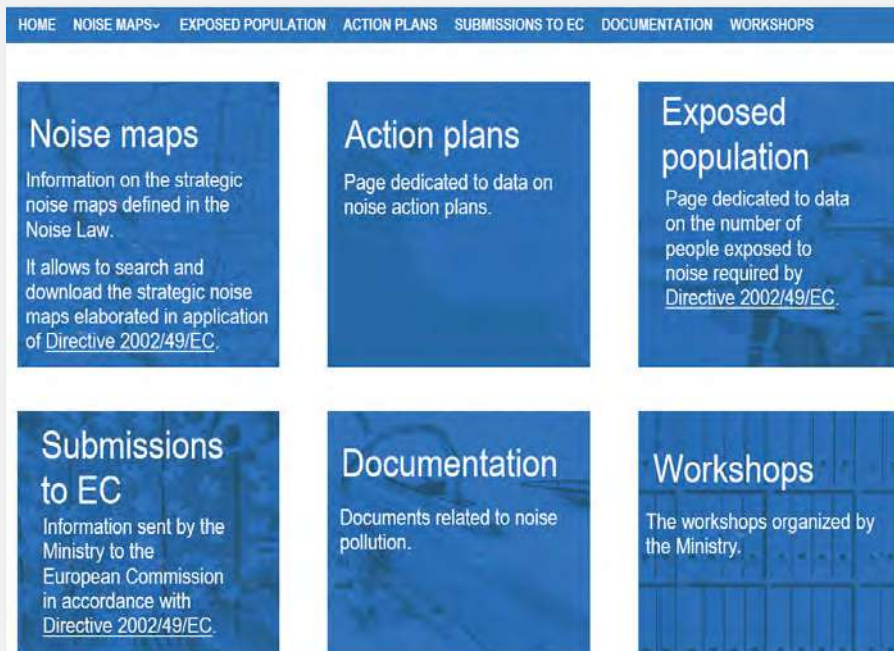 HOME NOISE MAPS EXPOSED POPULATION ACTION PLANS SUBMISSIONS TO EC DOCUMENTATION WORKSHOPS
Noise maps
Information on the strategic
noise maps defined in the
Noise Law.
It allows to search and
download the strategic noise
maps elaborated in application
of Directive 2002/49/EC.
Action plans
Page dedicated to data on
noise action plans.
Exposed
population
Page dedicated to data
on the number of
people exposed to
noise required by
Directive 2002/49/EC.
Submissions
to EC
Information sent by the
Ministry to the
European Commission
in accordance with
Directive 2002/49/EC.
Documentation
Documents related to noise
pollution.
Workshops
The workshops organized by
the Ministry.